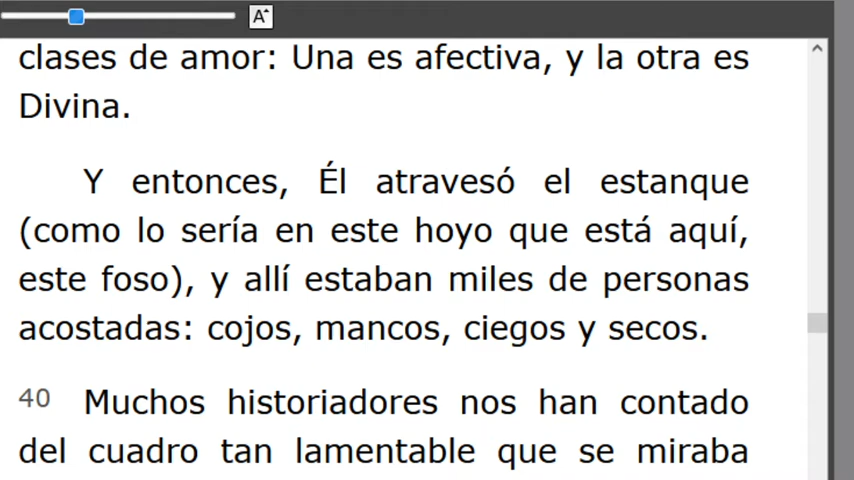 A
clases de amor: Una es afectiva, y la otra es
Divina.
Y entonces, Él atravesó el estanque
(como lo sería en este hoyo que está aquí,
este foso), y allí estaban miles de personas
acostadas: cojos, mancos, ciegos y secos.
40 Muchos historiadores nos han contado
del cuadro tan lamentable que se miraba